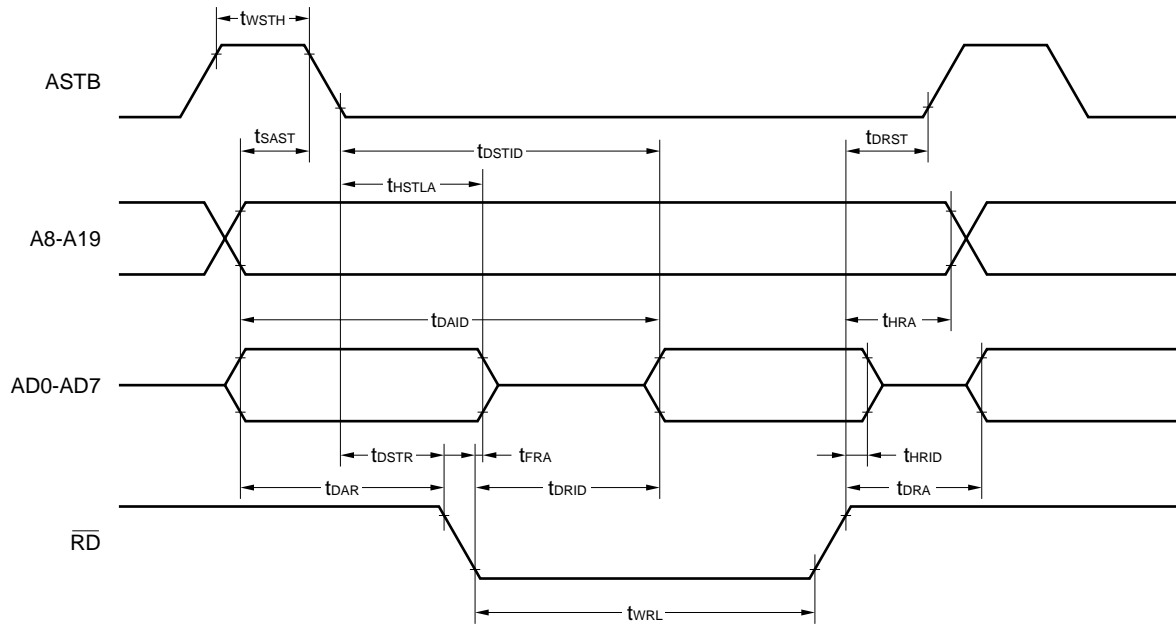 tWSTH
ASTB
tSAST
tDSTID
tDRST
tHSTLA
A8-A19
tDAID
tHRA
AD0-AD7
tDSTR
tFRA
tHRID
tDAR
tDRID
tDRA
RD
tWRL